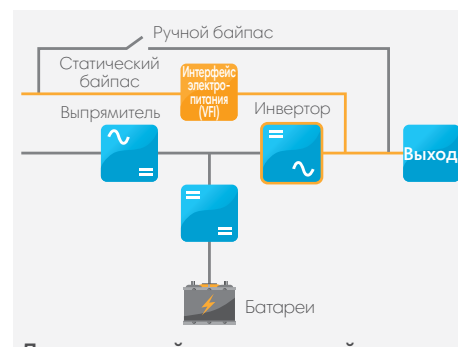 Ручной байпас
Статический
байпас
Интерфейс
электро-
питания
(VFI)
Выпрямитель
Инвертор
Выход
Батареи